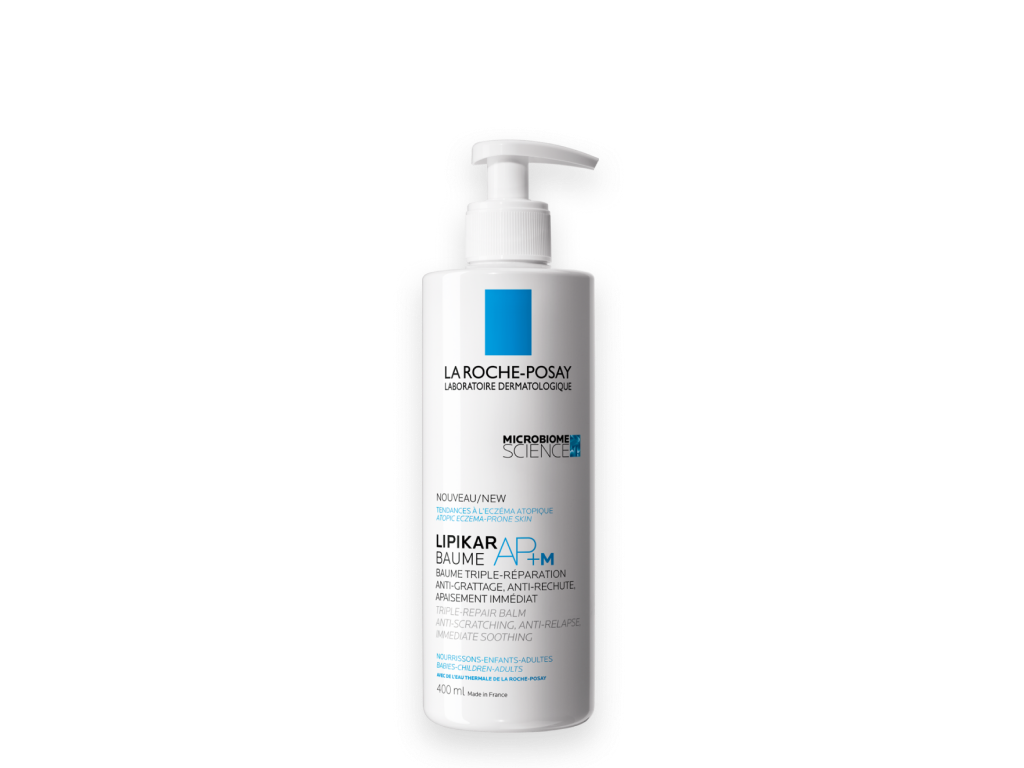 LA ROCHE-POSAY
LABORATOIRE DERMATOLOGIQUE
MICROBIOME
SCIENCE
NOUVEAU/NEW
TENDANCES À L'ECZÉMA ATOPIQUE
ATOPIC ECZEMA-PRONE SKIN
LIPIKAR
BAUME AP+M
BAUME TRIPLE-RÉPARATION
ANTI-GRATTAGE, ANTI-RECHUTE,
APAISEMENT IMMÉDIAT
TRIPLE-REPAIR BALM
ANTI-SCRATCHING, ANTI-RELAPSE,
IMMEDIATE SOOTHING
NOURRISSONS-ENFANTS-ADULTES
BABIES-CHILDREN-ADULTS
AVEC DE L'EAU THERMALE DE LA ROCHE-POSAY
400 ml Made in France